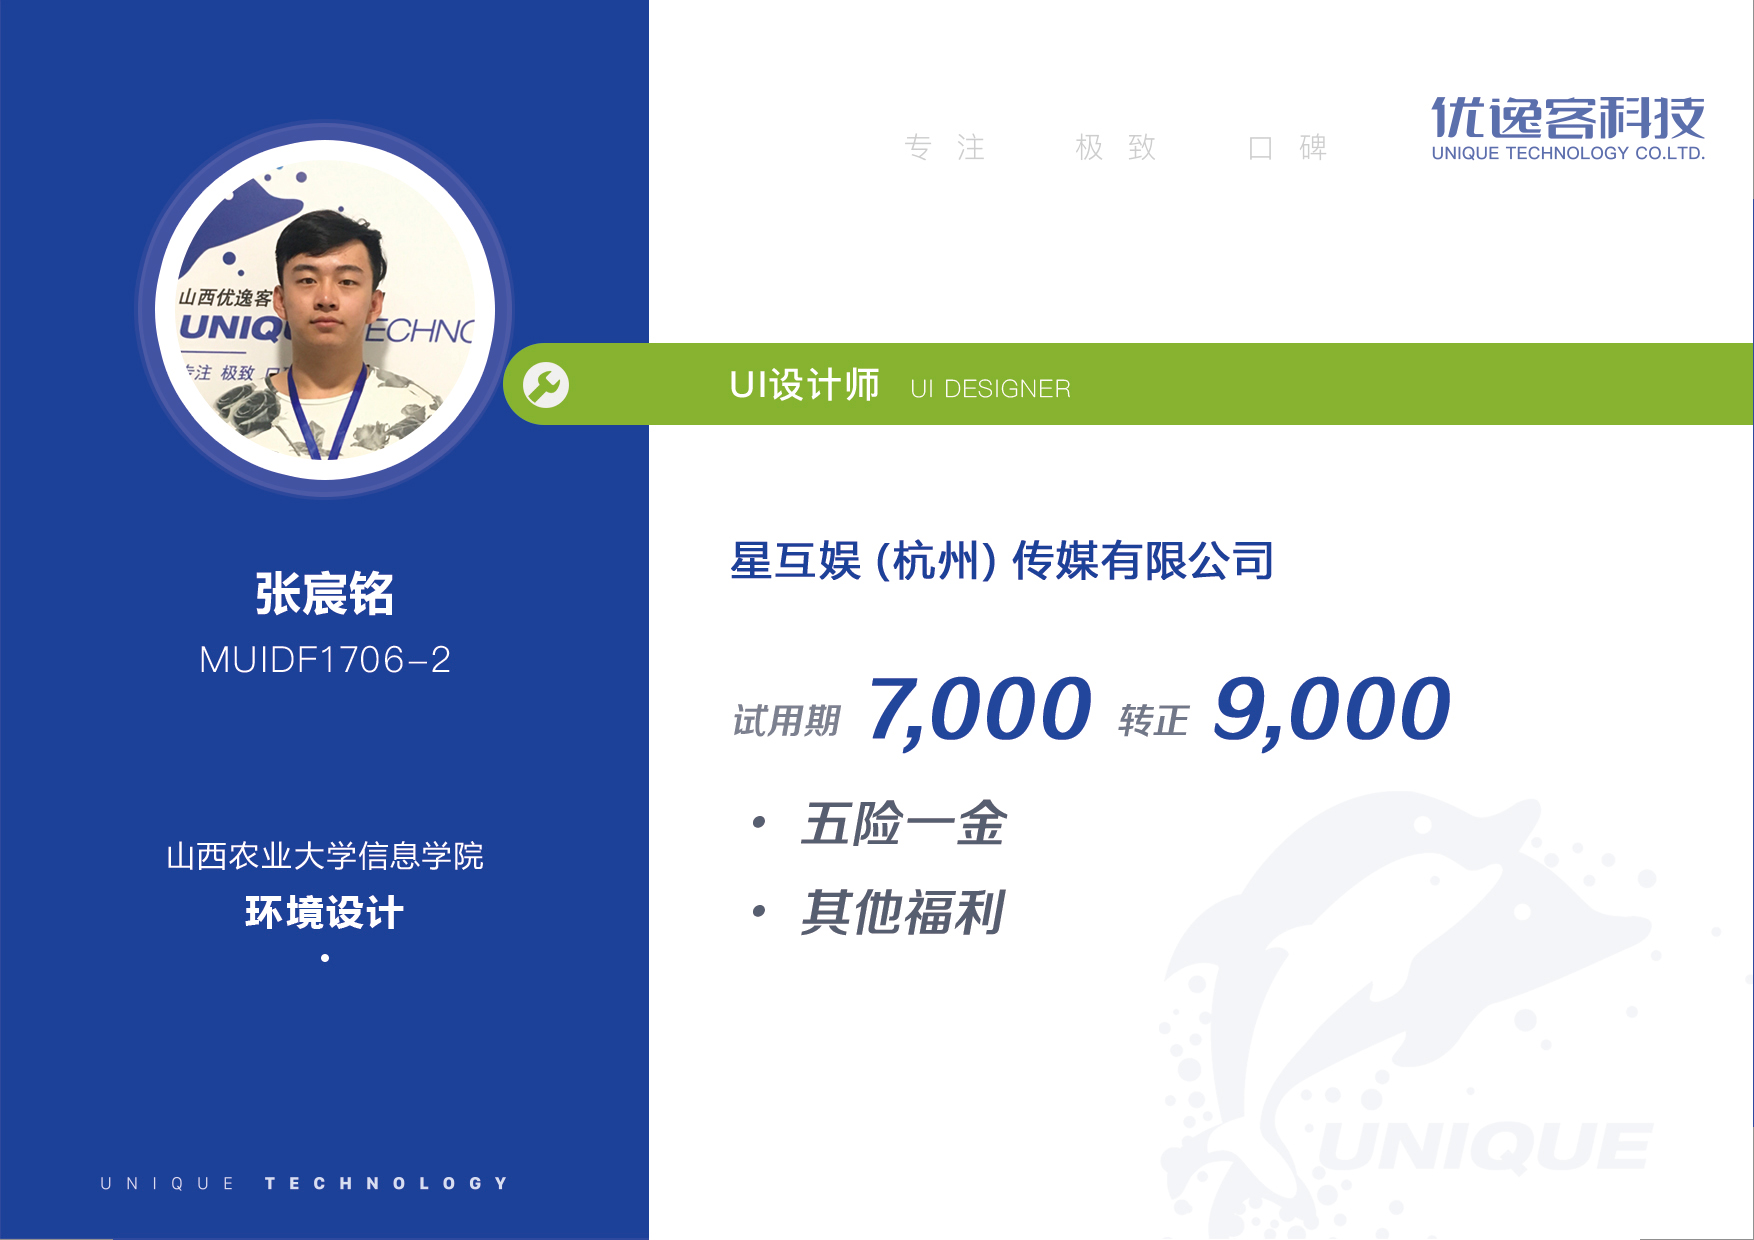 专 注 极 致 口 碑
优逸客科技
UNIQUE TECHNOLOGY CO.LTD.
山西优逸客
UNIQU ECHNO
专注 极致 口
UI设计师 UI DESIGNER
张宸铭
MUIDF1706-2
山西农业大学信息学院
环境设计
星互娱 (杭州) 传媒有限公司
试用期 7,000 转正 9,000
• 五险一金
• 其他福利
UNIQUE
UNIQUE TECHNOLOGY